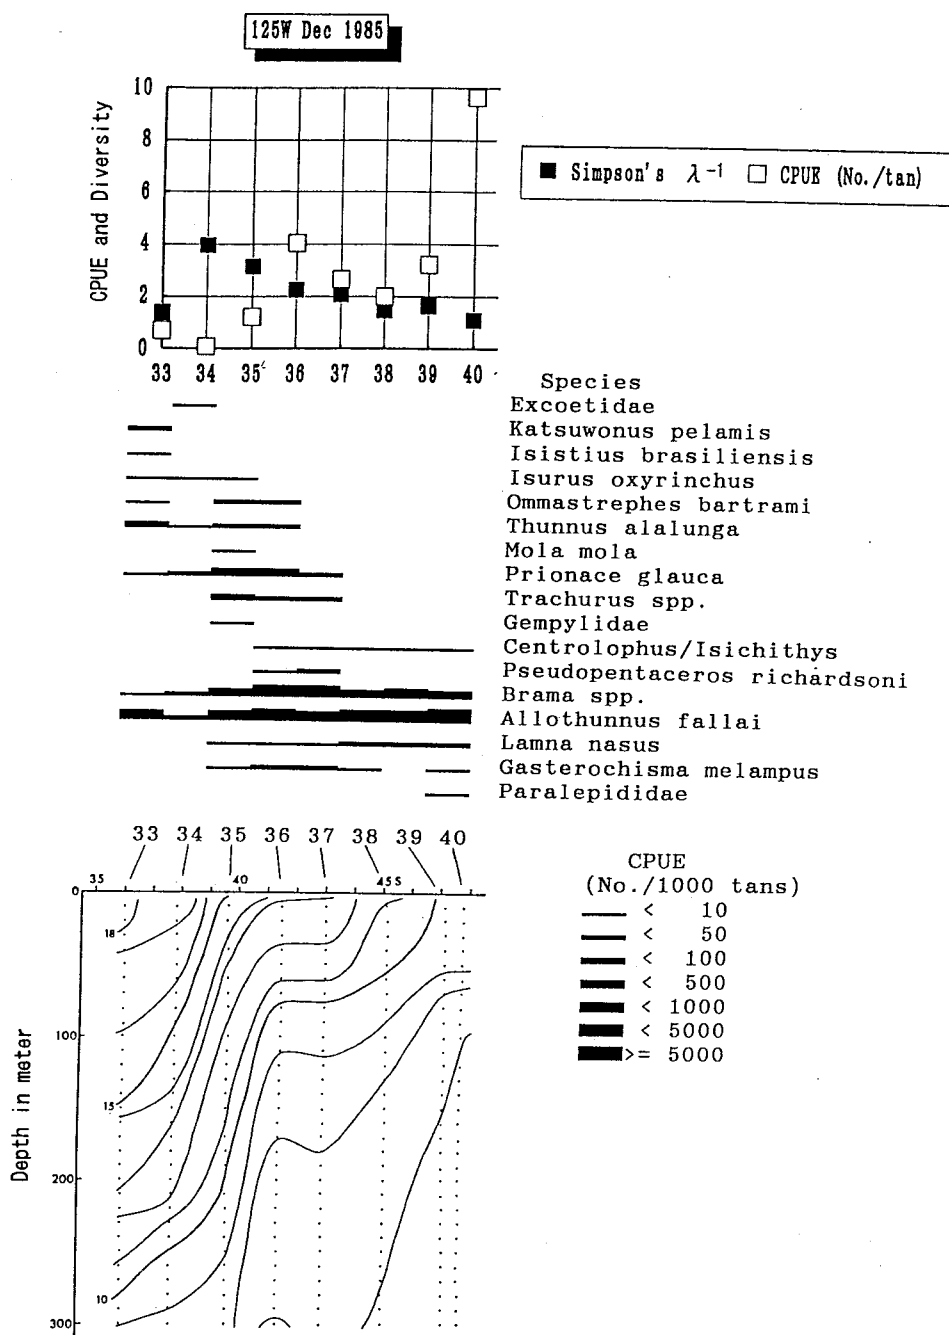 125W Dec 1985
CPUE and Diversity
10
8
6
4
2
0
33 34 35 36 37 38 39 40
■ Simpson's λ⁻¹ □ CPUE (No./tan)
Species
Excoetidae
Katsuwonus pelamis
Isistius brasiliensis
Isurus oxyrinchus
Ommastrephes bartrami
Thunnus alalunga
Mola mola
Prionace glauca
Trachurus spp.
Gempylidae
Centrolophus/Isichithys
Pseudopentaceros richardsoni
Brama spp.
Allothunnus fallai
Lamna nasus
Gasterochisma melampus
Paralepididae
33 34 35 36 37 38 39 40
35 40 45S
Depth in meter
0
100
200
300
18
15
10
CPUE
(No./1000 tans)
< 10
< 50
< 100
< 500
< 1000
< 5000
>= 5000